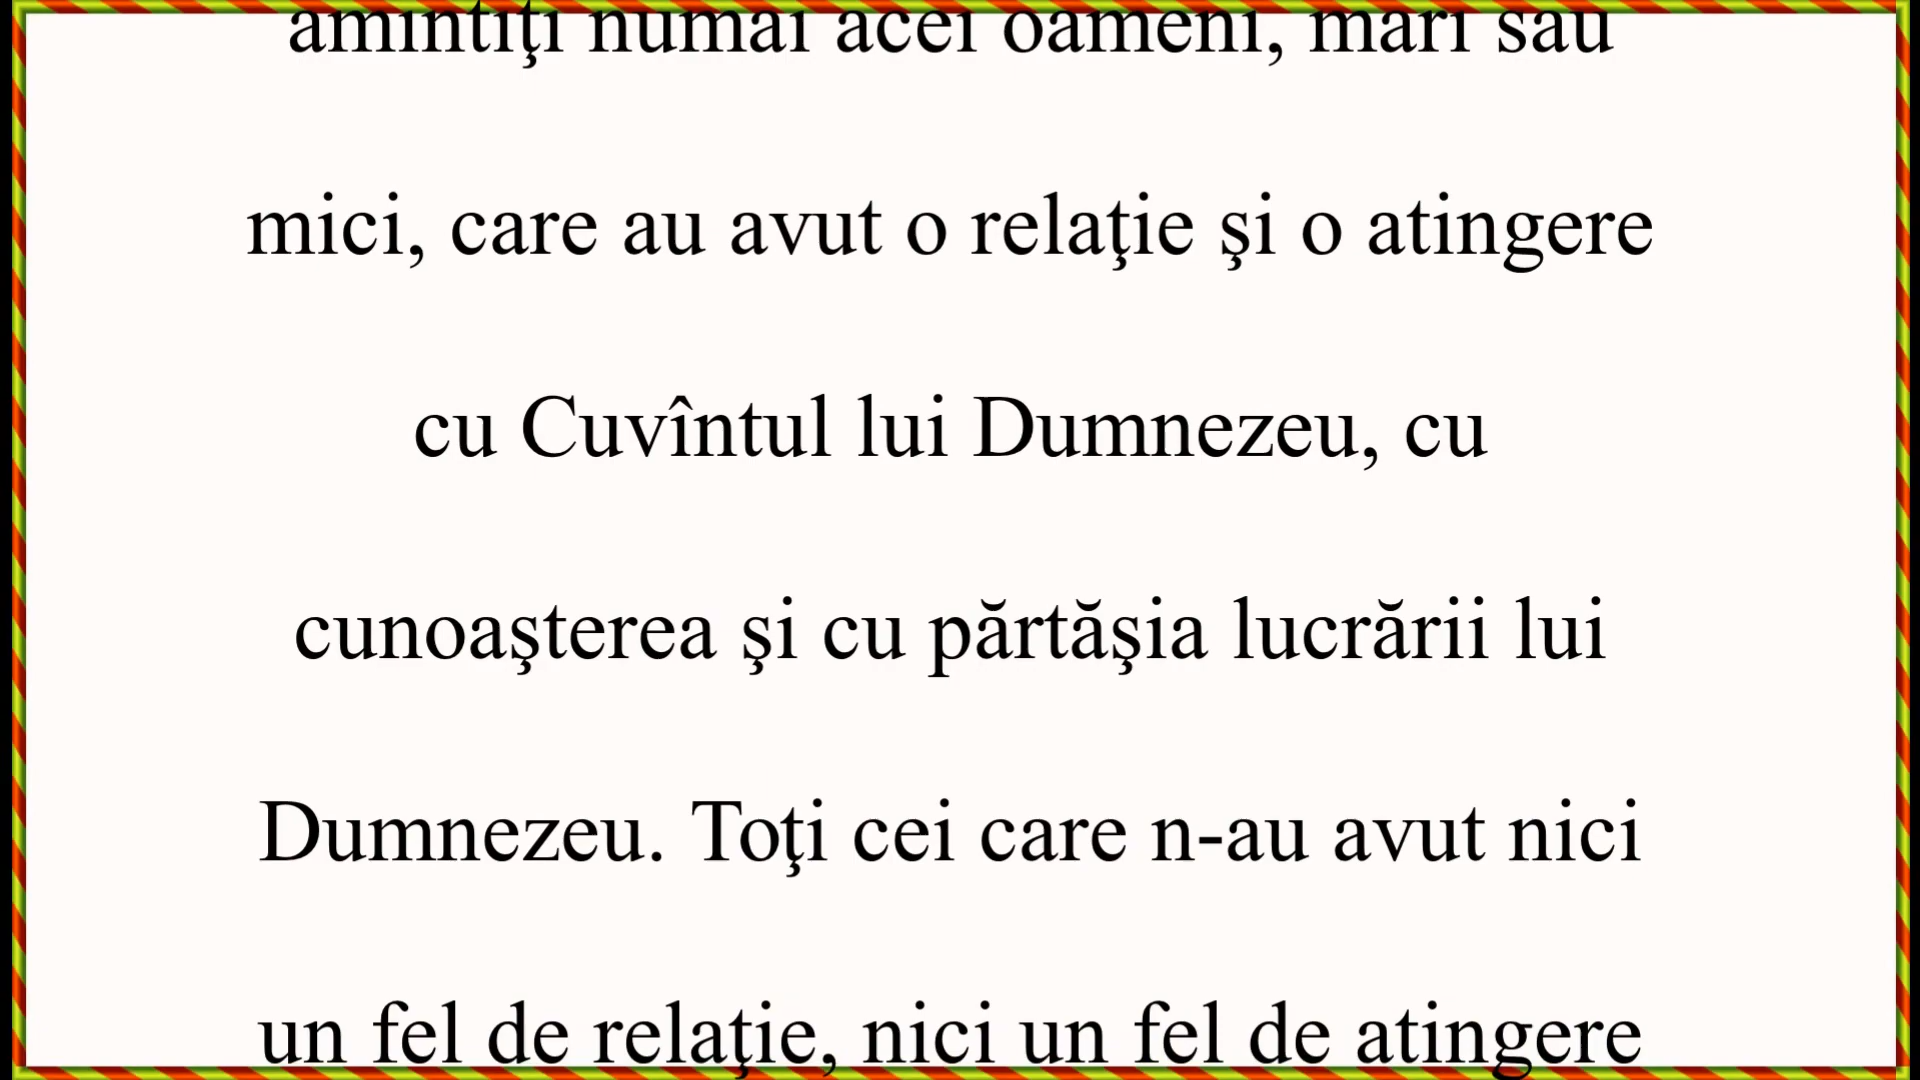 amintiţi numai acei oameni, mari sau
mici, care au avut o relaţie şi o atingere
cu Cuvîntul lui Dumnezeu, cu
cunoaşterea şi cu părtăşia lucrării lui
Dumnezeu. Toţi cei care n-au avut nici
un fel de relaţie, nici un fel de atingere